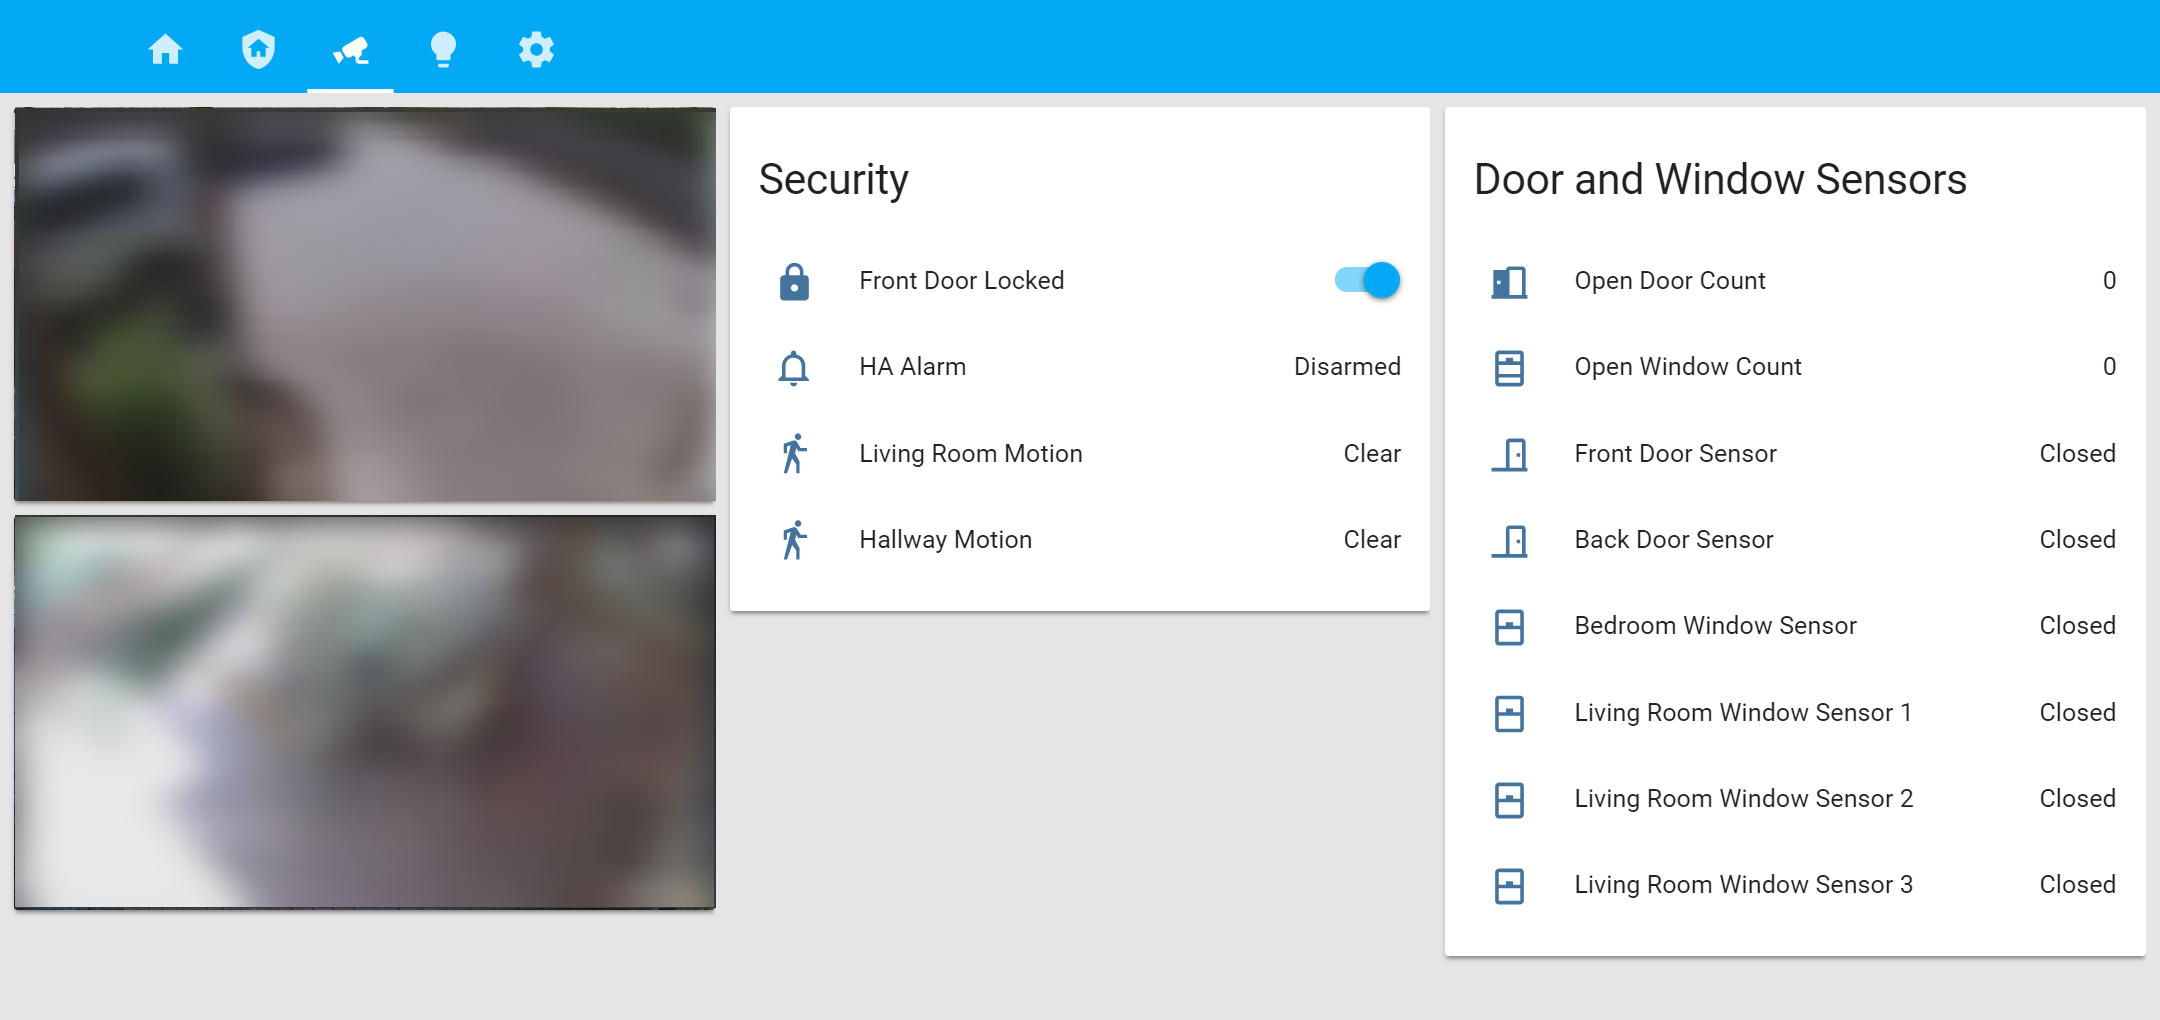 Security
Front Door Locked
HA Alarm Disarmed
Living Room Motion Clear
Hallway Motion Clear
Door and Window Sensors
Open Door Count 0
Open Window Count 0
Front Door Sensor Closed
Back Door Sensor Closed
Bedroom Window Sensor Closed
Living Room Window Sensor 1 Closed
Living Room Window Sensor 2 Closed
Living Room Window Sensor 3 Closed